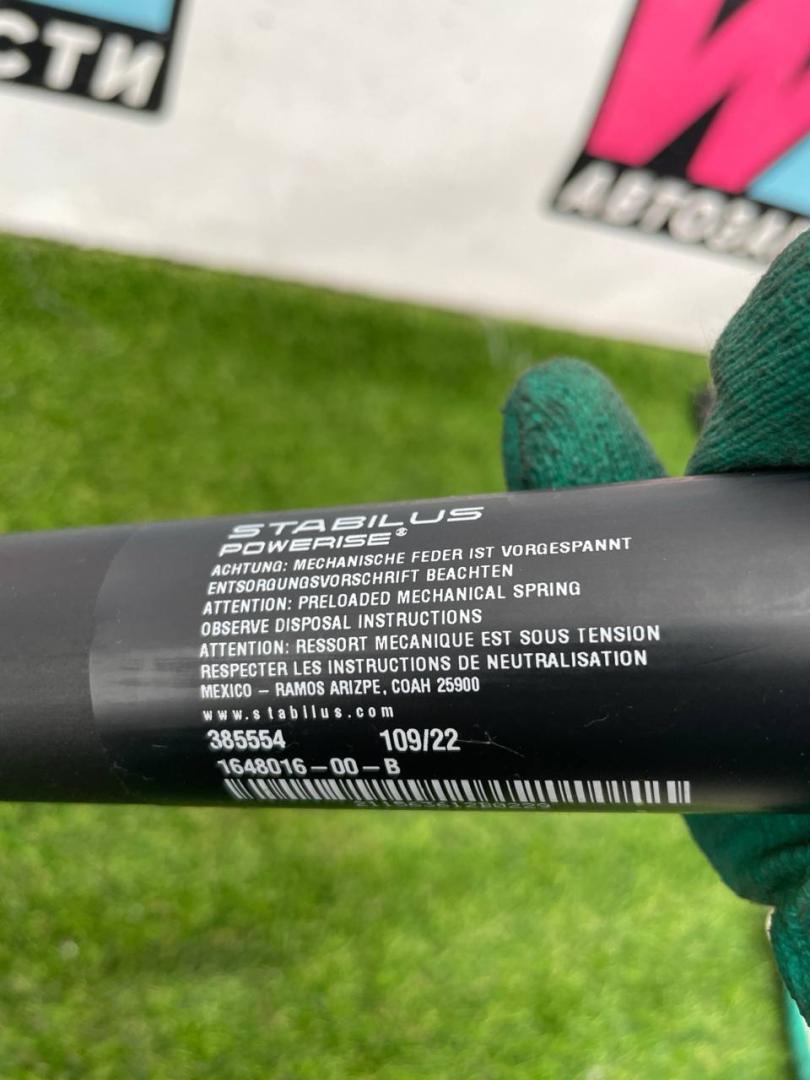 СТИ
АВТОЗАП
STABILUS
POWERISE®
ACHTUNG: MECHANISCHE FEDER IST VORGESPANNT
ENTSORGUNGSVORSCHRIFT BEACHTEN
ATTENTION: PRELOADED MECHANICAL SPRING
OBSERVE DISPOSAL INSTRUCTIONS
ATTENTION: RESSORT MECANIQUE EST SOUS TENSION
RESPECTER LES INSTRUCTIONS DE NEUTRALISATION
MEXICO – RAMOS ARIZPE, COAH 25900
www.stabilus.com
385554 109/22
1648016-00-B